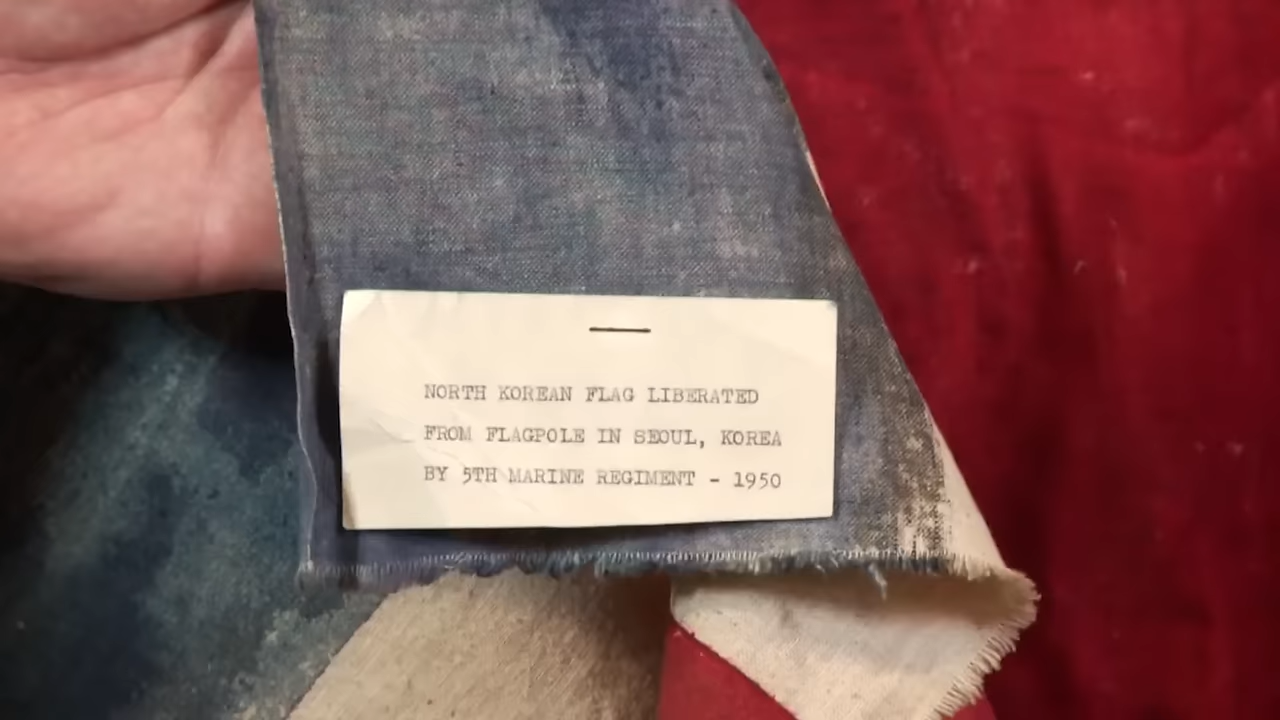 NORTH KOREAN FLAG LIBERATED
FROM FLAGPOLE IN SEOUL, KOREA
BY 5TH MARINE REGIMENT - 1950